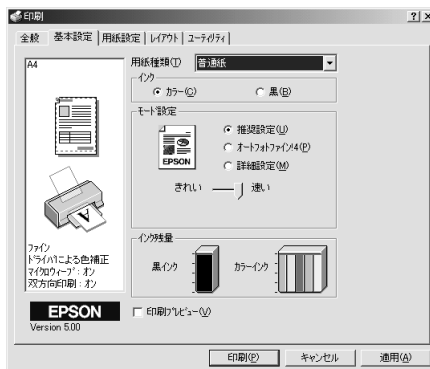 印刷
全般 基本設定 用紙設定 レイアウト ユーティリティ
A4
用紙種類(T) 普通紙
インク
カラー(C) 黒(B)
モード設定
EPSON
推奨設定(U)
オートフォトファイン!4(P)
詳細設定(M)
きれい 速い
ファイン
ドライバによる色補正
マイクロウィーブ : オン
双方向印刷 : オン
インク残量
黒インク カラーインク
EPSON
Version 5.00
印刷プレビュー(V)
印刷(P) キャンセル 適用(A)